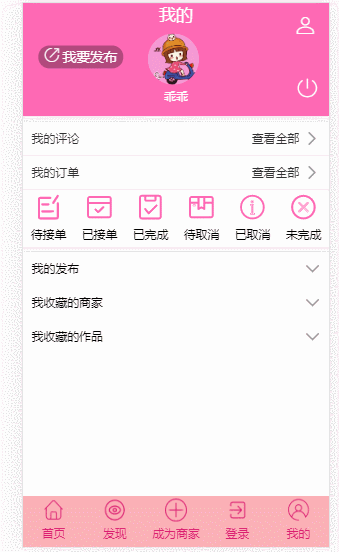 我的
我要发布
乖乖
我的评论 查看全部
我的订单 查看全部
待接单 已接单 已完成 待取消 已取消 未完成
我的发布
我收藏的商家
我收藏的作品
首页 发现 成为商家 登录 我的